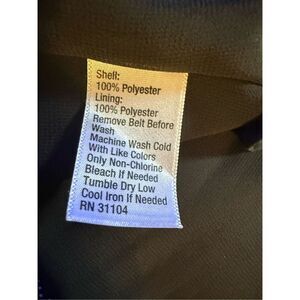 Shell:
100% Polyester
Lining:
100% Polyester
Remove Belt Before
Wash
Machine Wash Cold
With Like Colors
Only Non-Chlorine
Bleach If Needed
Tumble Dry Low
Cool Iron If Needed
RN 31104